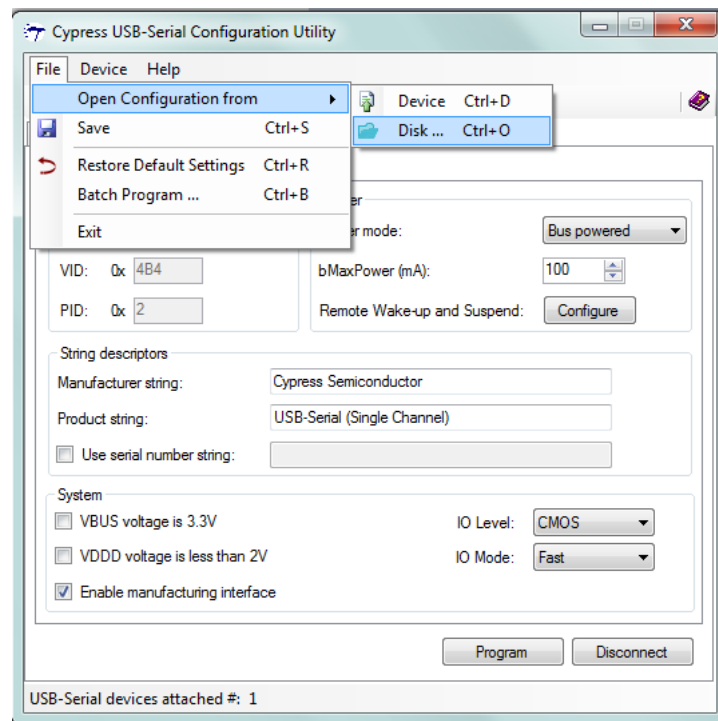 Cypress USB-Serial Configuration Utility
File Device Help
Open Configuration from
Device Ctrl+D
Save Ctrl+S
Disk ... Ctrl+O
Restore Default Settings Ctrl+R
Batch Program ... Ctrl+B
Exit
mode:
Bus powered
VID: 0x 4B4
bMaxPower (mA): 100
PID: 0x 2
Remote Wake-up and Suspend: Configure
String descriptors
Manufacturer string: Cypress Semiconductor
Product string: USB-Serial (Single Channel)
Use serial number string:
System
VBUS voltage is 3.3V
IO Level: CMOS
VDDD voltage is less than 2V
IO Mode: Fast
Enable manufacturing interface
Program Disconnect
USB-Serial devices attached #: 1